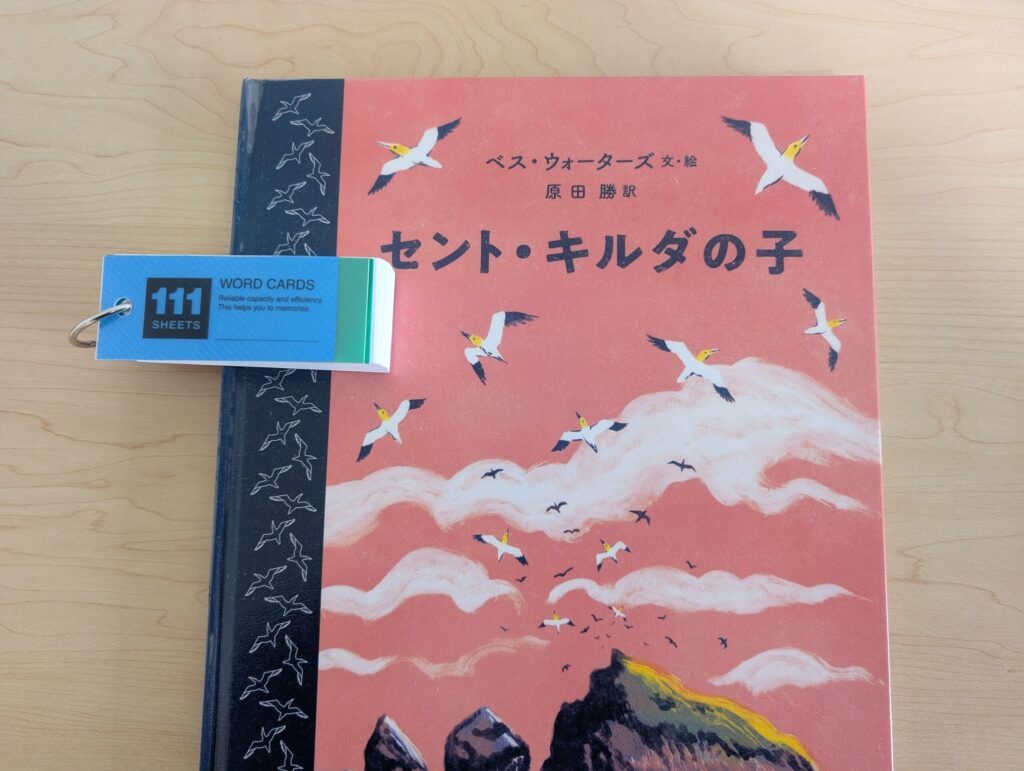 ベス・ウォーターズ 文・絵
原田 勝 訳
セント・キルダの子
111
SHEETS
WORD CARDS
Reliable capacity and efficiency.
This helps you to memorize.